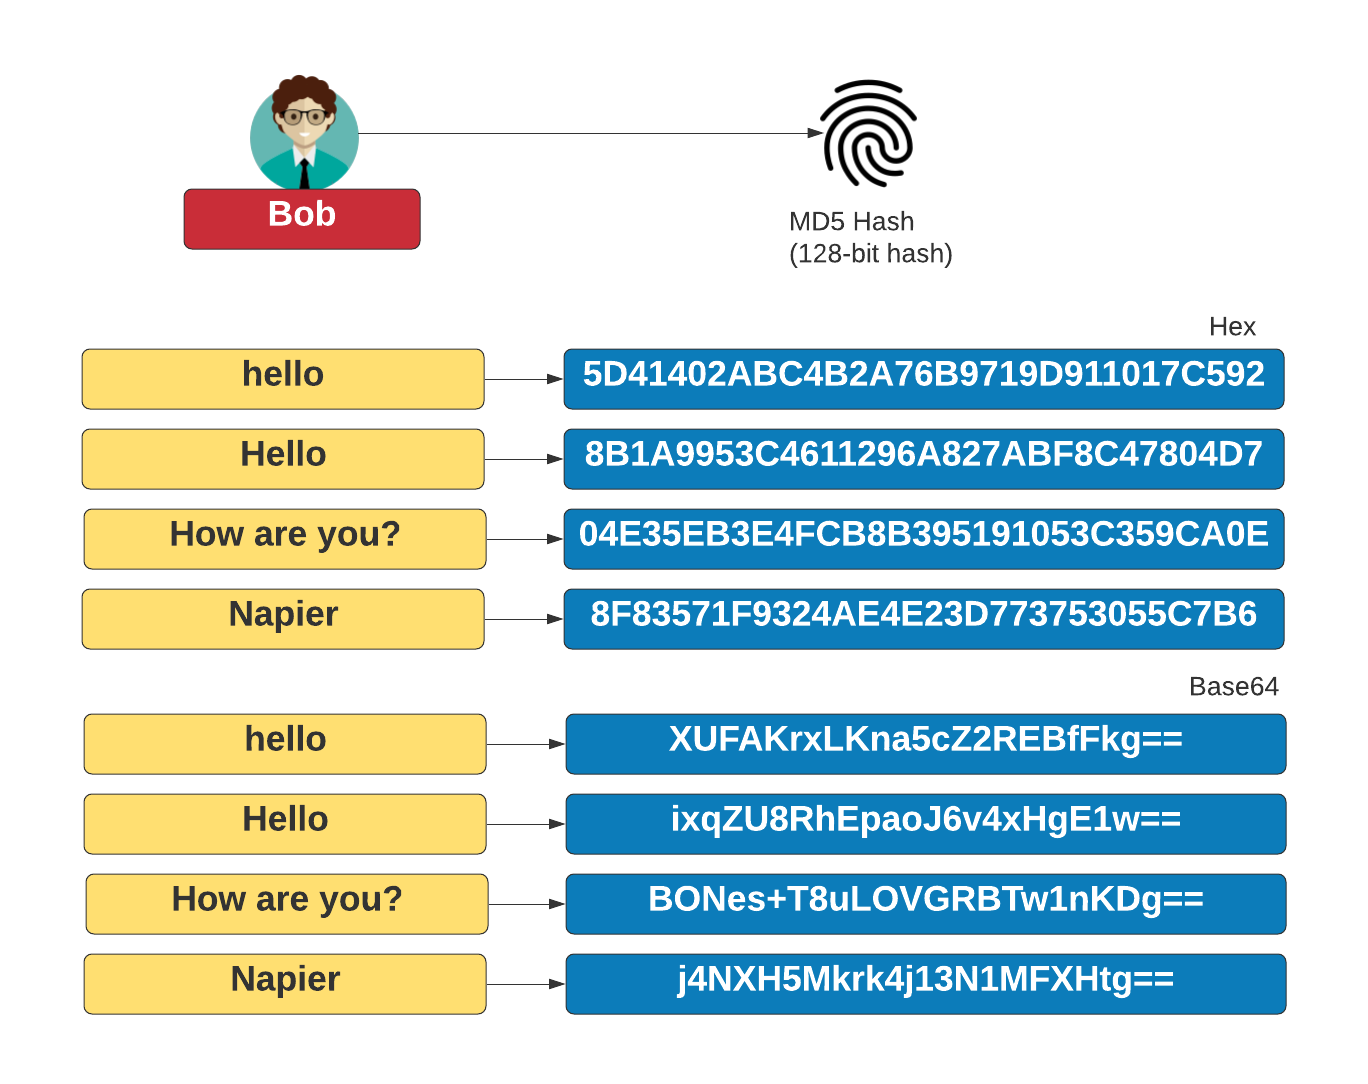 Bob
MD5 Hash
(128-bit hash)
Hex
hello
5D41402ABC4B2A76B9719D911017C592
Hello
8B1A9953C4611296A827ABF8C47804D7
How are you?
04E35EB3E4FCB8B395191053C359CA0E
Napier
8F83571F9324AE4E23D773753055C7B6
Base64
hello
XUFAKrxLKna5cZ2REBfFkg==
Hello
ixqZU8RhEpaoJ6v4xHgE1w==
How are you?
BONes+T8uLOVGRBTw1nKDg==
Napier
j4NXH5Mkrk4j13N1MFXHtg==